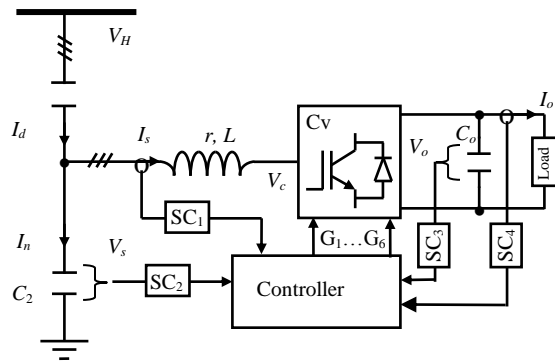 V_H
I_d
I_s
r, L
Cv
V_c
V_o
C_o
I_o
Load
SC_1
SC_3
SC_4
G_1…G_6
I_n
V_s
SC_2
C_2
Controller